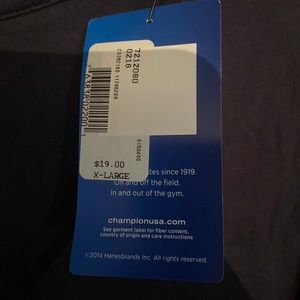 7212080
0218
$19.00
X-LARGE
tes since 1919.
On and off the field.
In and out of the gym.
championusa.com
See garment label for fiber content,
country of origin and care instructions
©2014 Hanesbrands Inc. All rights reserved.